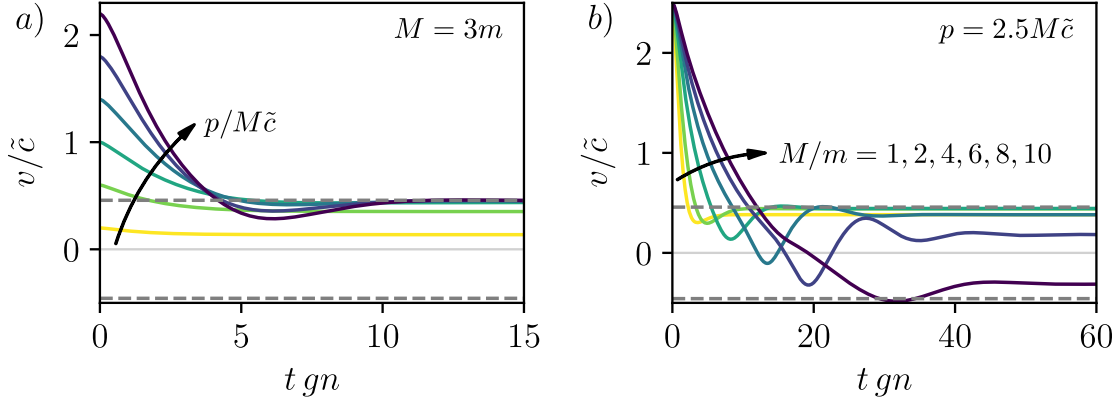 a) M = 3m
2
1
0
v/c̃
p/Mc̃
0 5 10 15
t gn
b) p = 2.5Mc̃
2
1
0
v/c̃
M/m = 1, 2, 4, 6, 8, 10
0 20 40 60
t gn